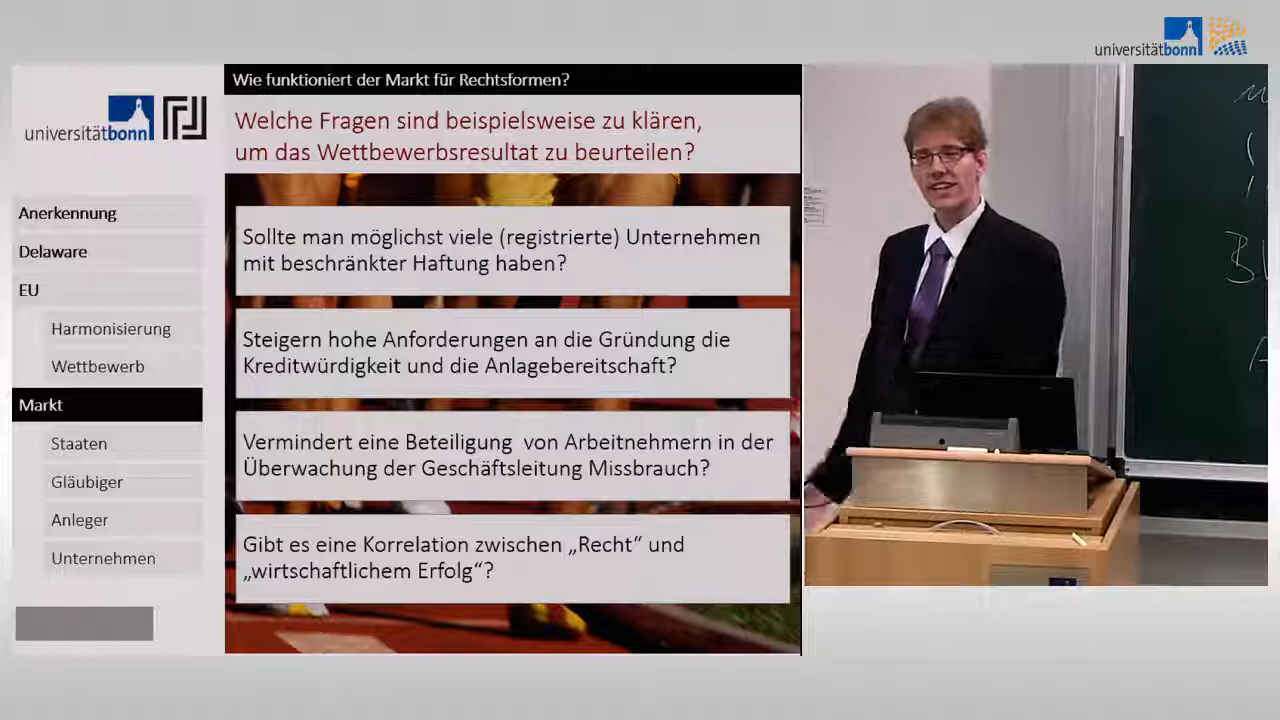 universitätbonn
universitätbonn
Wie funktioniert der Markt für Rechtsformen?
Welche Fragen sind beispielsweise zu klären,
um das Wettbewerbsresultat zu beurteilen?
Anerkennung
Delaware
EU
Harmonisierung
Wettbewerb
Markt
Staaten
Gläubiger
Anleger
Unternehmen
Sollte man möglichst viele (registrierte) Unternehmen
mit beschränkter Haftung haben?
Steigern hohe Anforderungen an die Gründung die
Kreditwürdigkeit und die Anlagebereitschaft?
Vermindert eine Beteiligung von Arbeitnehmern in der
Überwachung der Geschäftsleitung Missbrauch?
Gibt es eine Korrelation zwischen „Recht“ und
„wirtschaftlichem Erfolg“?